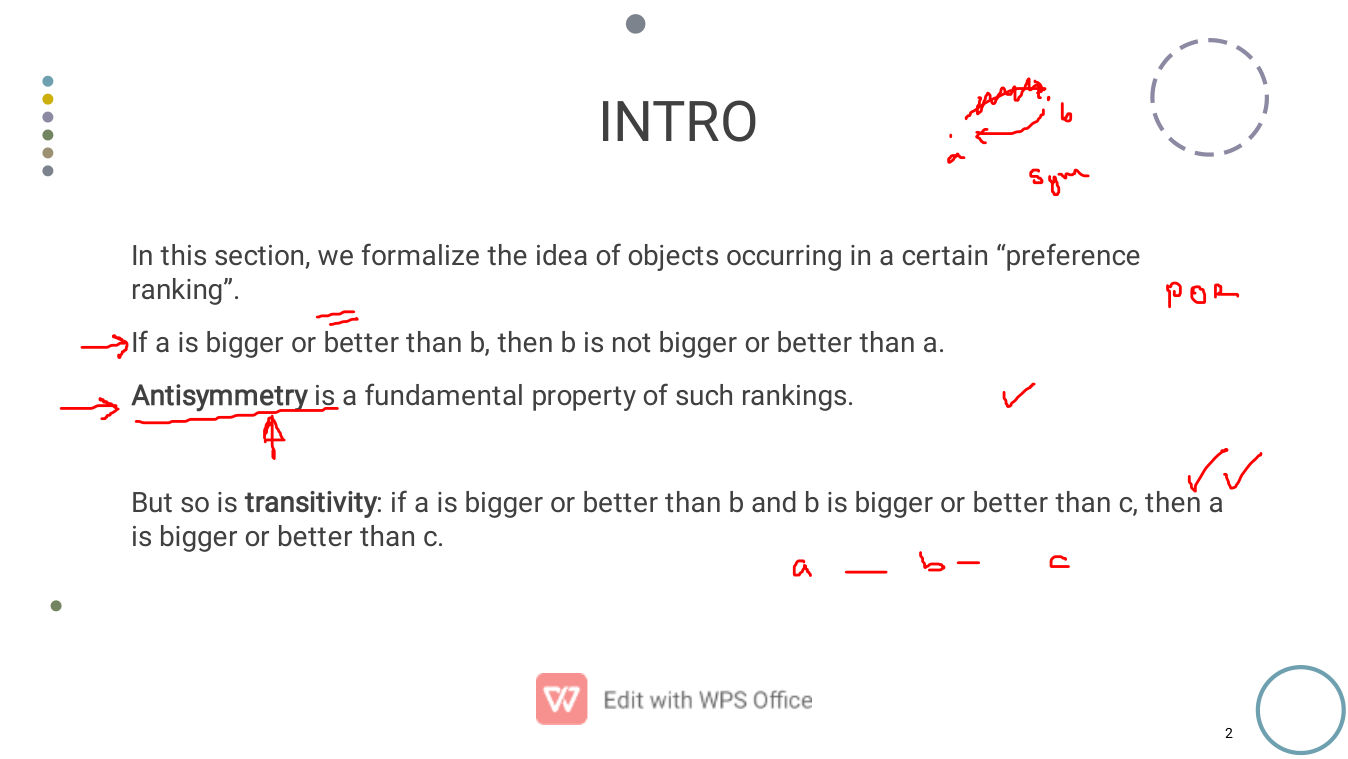 INTRO
b
a
sym
In this section, we formalize the idea of objects occurring in a certain “preference
ranking”.
POR
If a is bigger or better than b, then b is not bigger or better than a.
Antisymmetry is a fundamental property of such rankings.
But so is transitivity: if a is bigger or better than b and b is bigger or better than c, then a
is bigger or better than c.
a — b – c
Edit with WPS Office
2